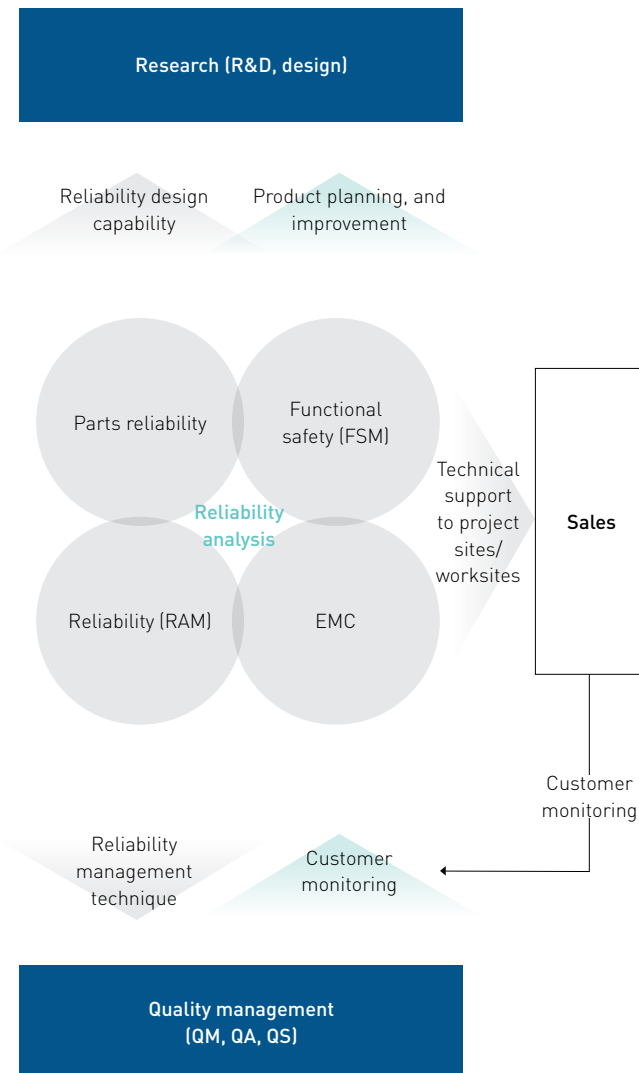 Research (R&D, design)
Reliability design
capability
Product planning, and
improvement
Parts reliability
Functional
safety (FSM)
Reliability
analysis
Reliability (RAM)
EMC
Technical
support
to project
sites/
worksites
Sales
Customer
monitoring
Reliability
management
technique
Customer
monitoring
Quality management
(QM, QA, QS)